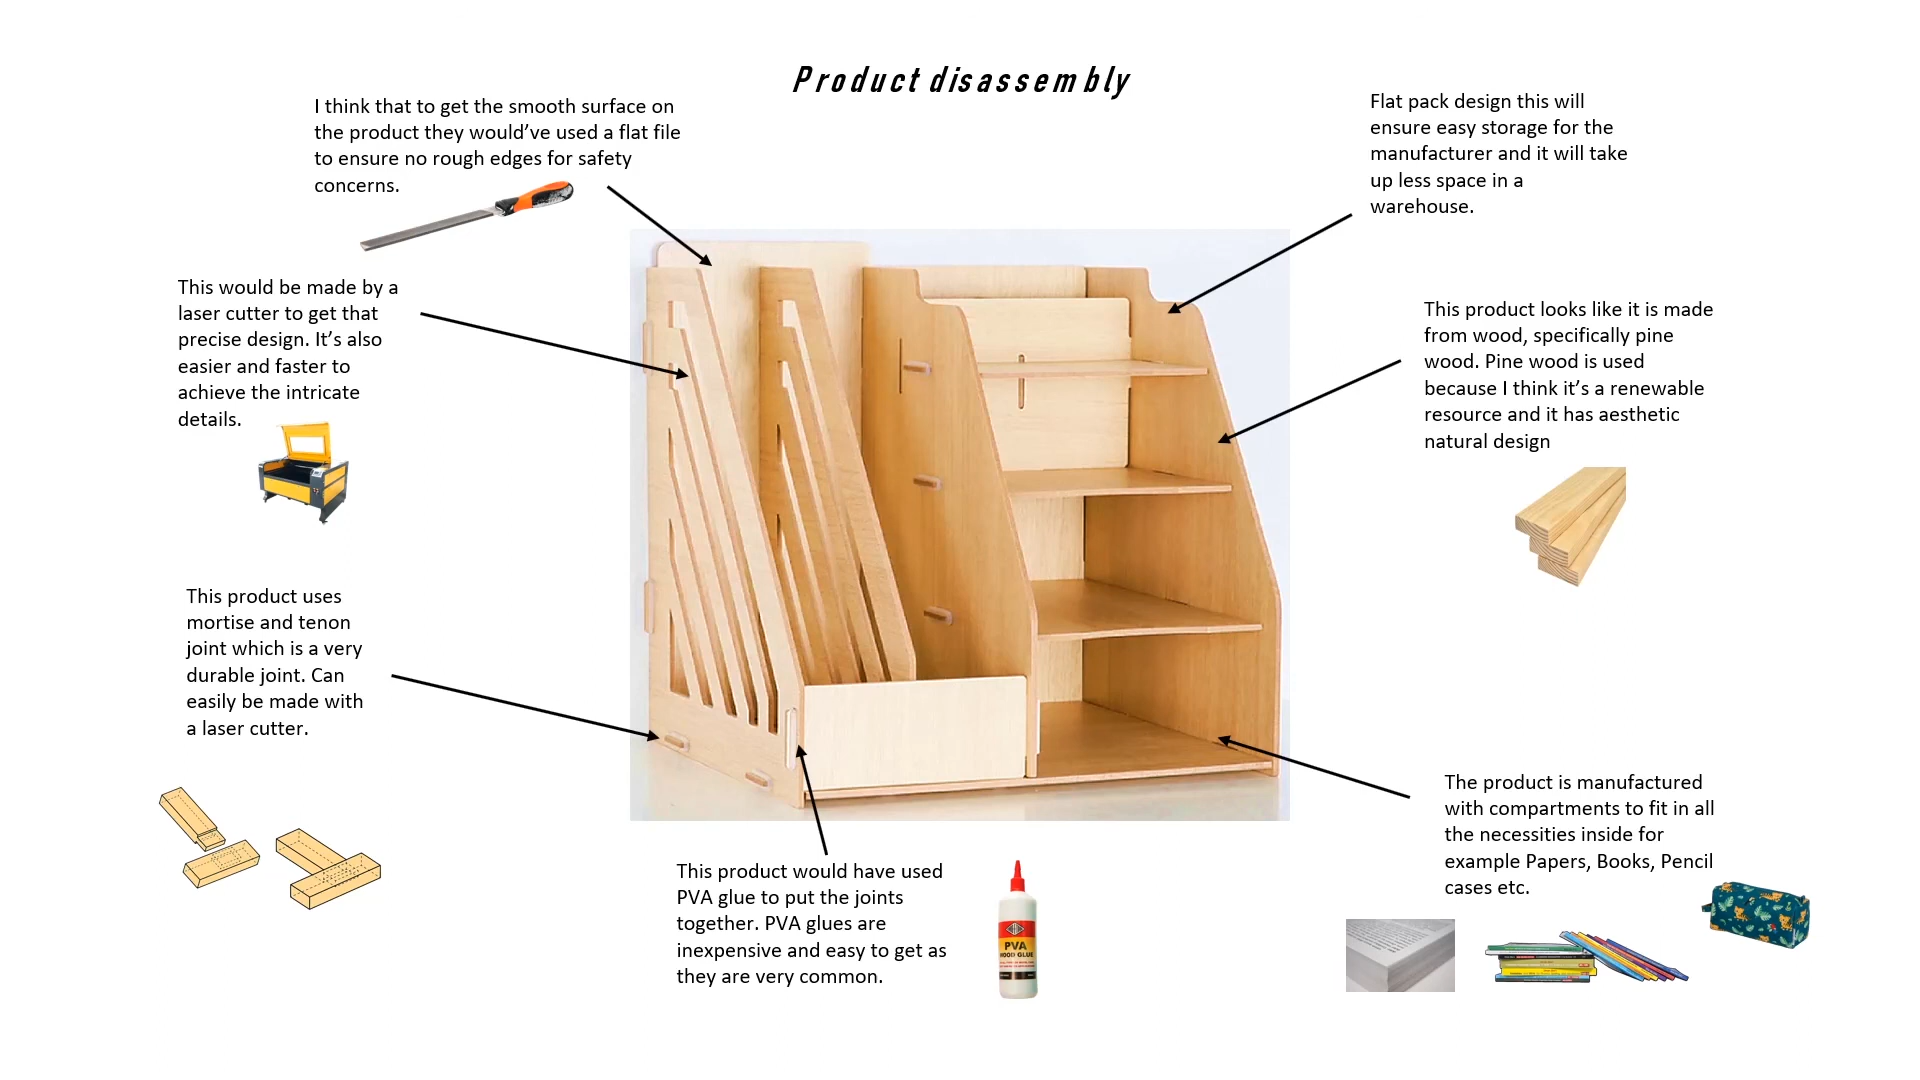 Product disassembly
I think that to get the smooth surface on
the product they would’ve used a flat file
to ensure no rough edges for safety
concerns.
Flat pack design this will
ensure easy storage for the
manufacturer and it will take
up less space in a
warehouse.
This would be made by a
laser cutter to get that
precise design. It’s also
easier and faster to
achieve the intricate
details.
This product looks like it is made
from wood, specifically pine
wood. Pine wood is used
because I think it’s a renewable
resource and it has aesthetic
natural design
This product uses
mortise and tenon
joint which is a very
durable joint. Can
easily be made with
a laser cutter.
The product is manufactured
with compartments to fit in all
the necessities inside for
example Papers, Books, Pencil
cases etc.
This product would have used
PVA glue to put the joints
together. PVA glues are
inexpensive and easy to get as
they are very common.
PVA
WOOD GLUE